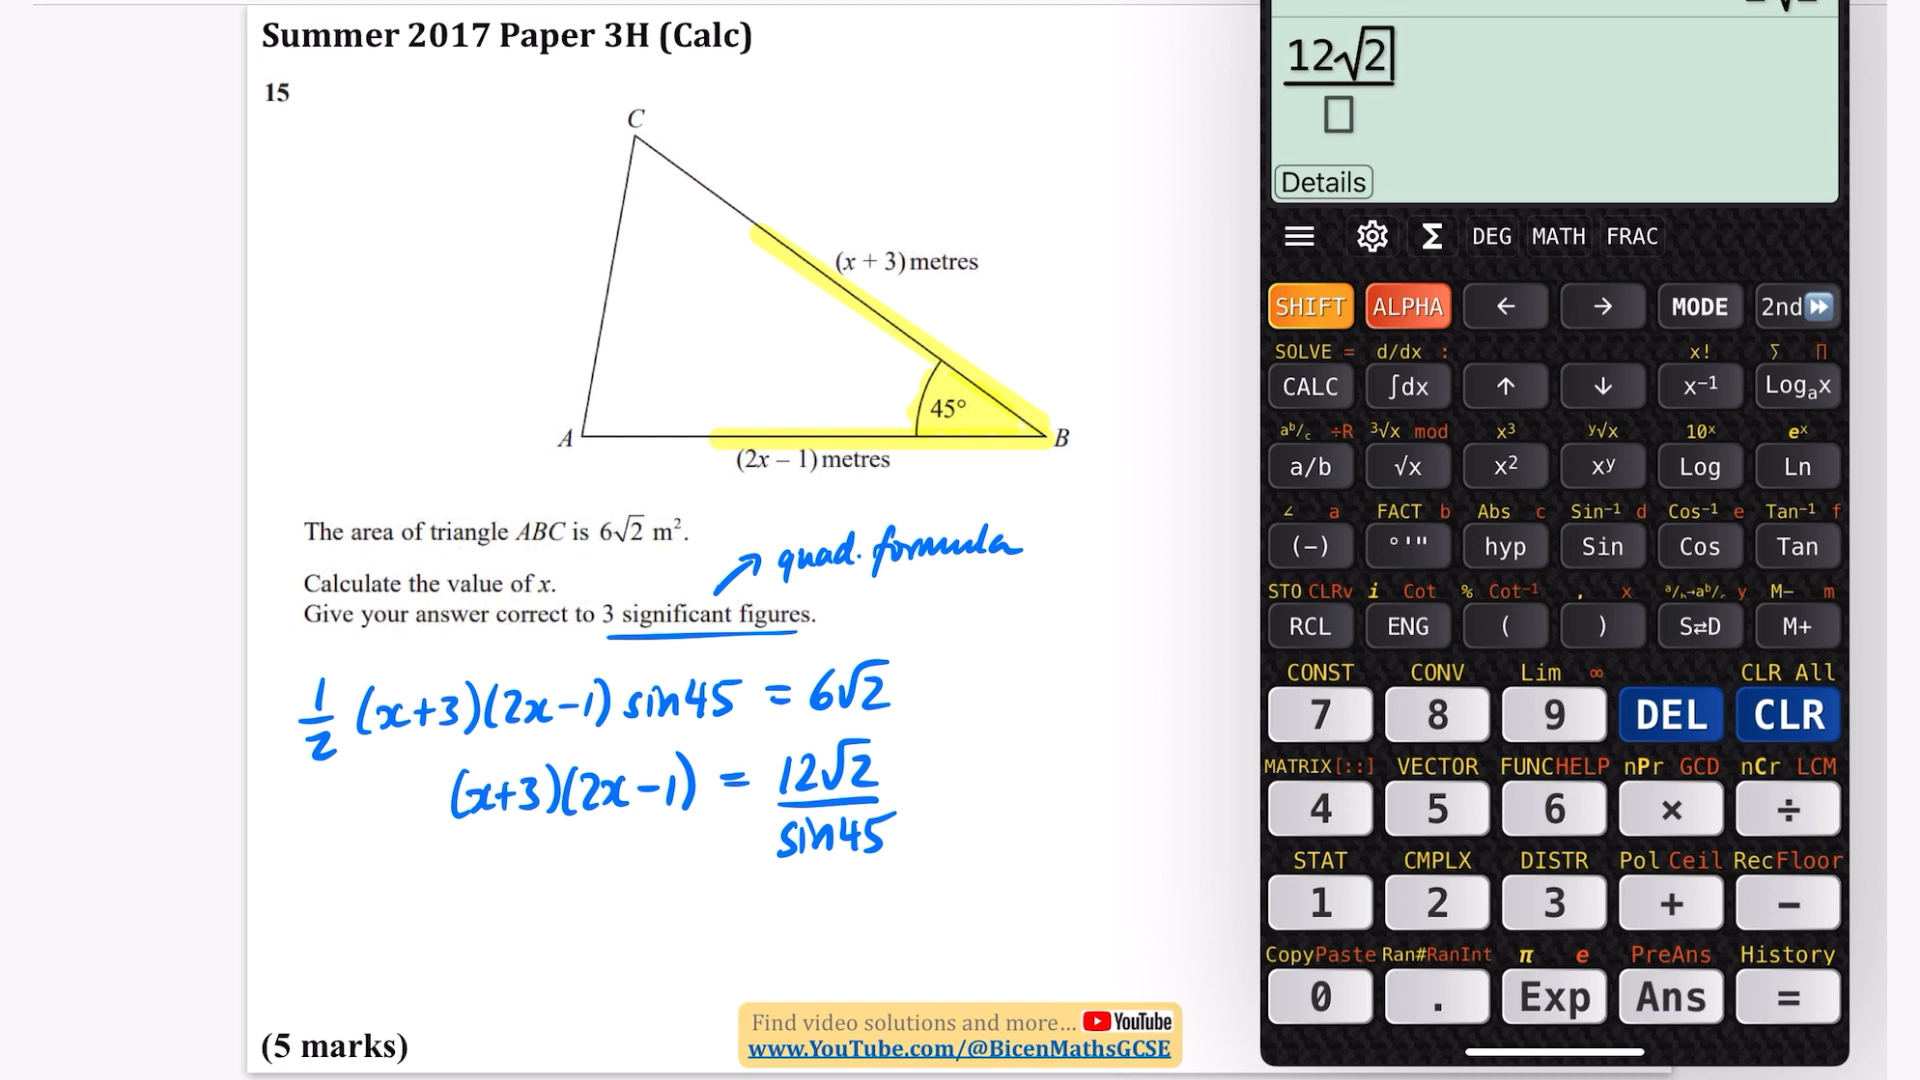 Summer 2017 Paper 3H (Calc)
15
C
(x + 3) metres
45°
A
B
(2x – 1) metres
The area of triangle ABC is 6√2 m².
quad. formula
Calculate the value of x.
Give your answer correct to 3 significant figures.
1/2 (x+3)(2x-1) sin45 = 6√2
(x+3)(2x-1) = 12√2 / sin45
(5 marks)
Find video solutions and more... YouTube
www.YouTube.com/@BicenMathsGCSE
12√2
Details
DEG MATH FRAC
SHIFT ALPHA ← → MODE 2nd
SOLVE = d/dx : x! ∑ ∏
CALC ∫dx ↑ ↓ x⁻¹ Logₐx
aᵇ/c ÷R ³√x mod x³ ʸ√x 10ˣ eˣ
a/b √x x² xʸ Log Ln
∠ a FACT b Abs c Sin⁻¹ d Cos⁻¹ e Tan⁻¹ f
(−) °'" hyp Sin Cos Tan
STO CLRv i Cot % Cot⁻¹ , x y M− m
RCL ENG ( ) S⇄D M+
CONST CONV Lim ∞ CLR All
7 8 9 DEL CLR
MATRIX[::] VECTOR FUNC HELP nPr GCD nCr LCM
4 5 6 × ÷
STAT CMPLX DISTR Pol Ceil Rec Floor
1 2 3 + −
Copy Paste Ran# RanInt π e PreAns History
0 . Exp Ans =